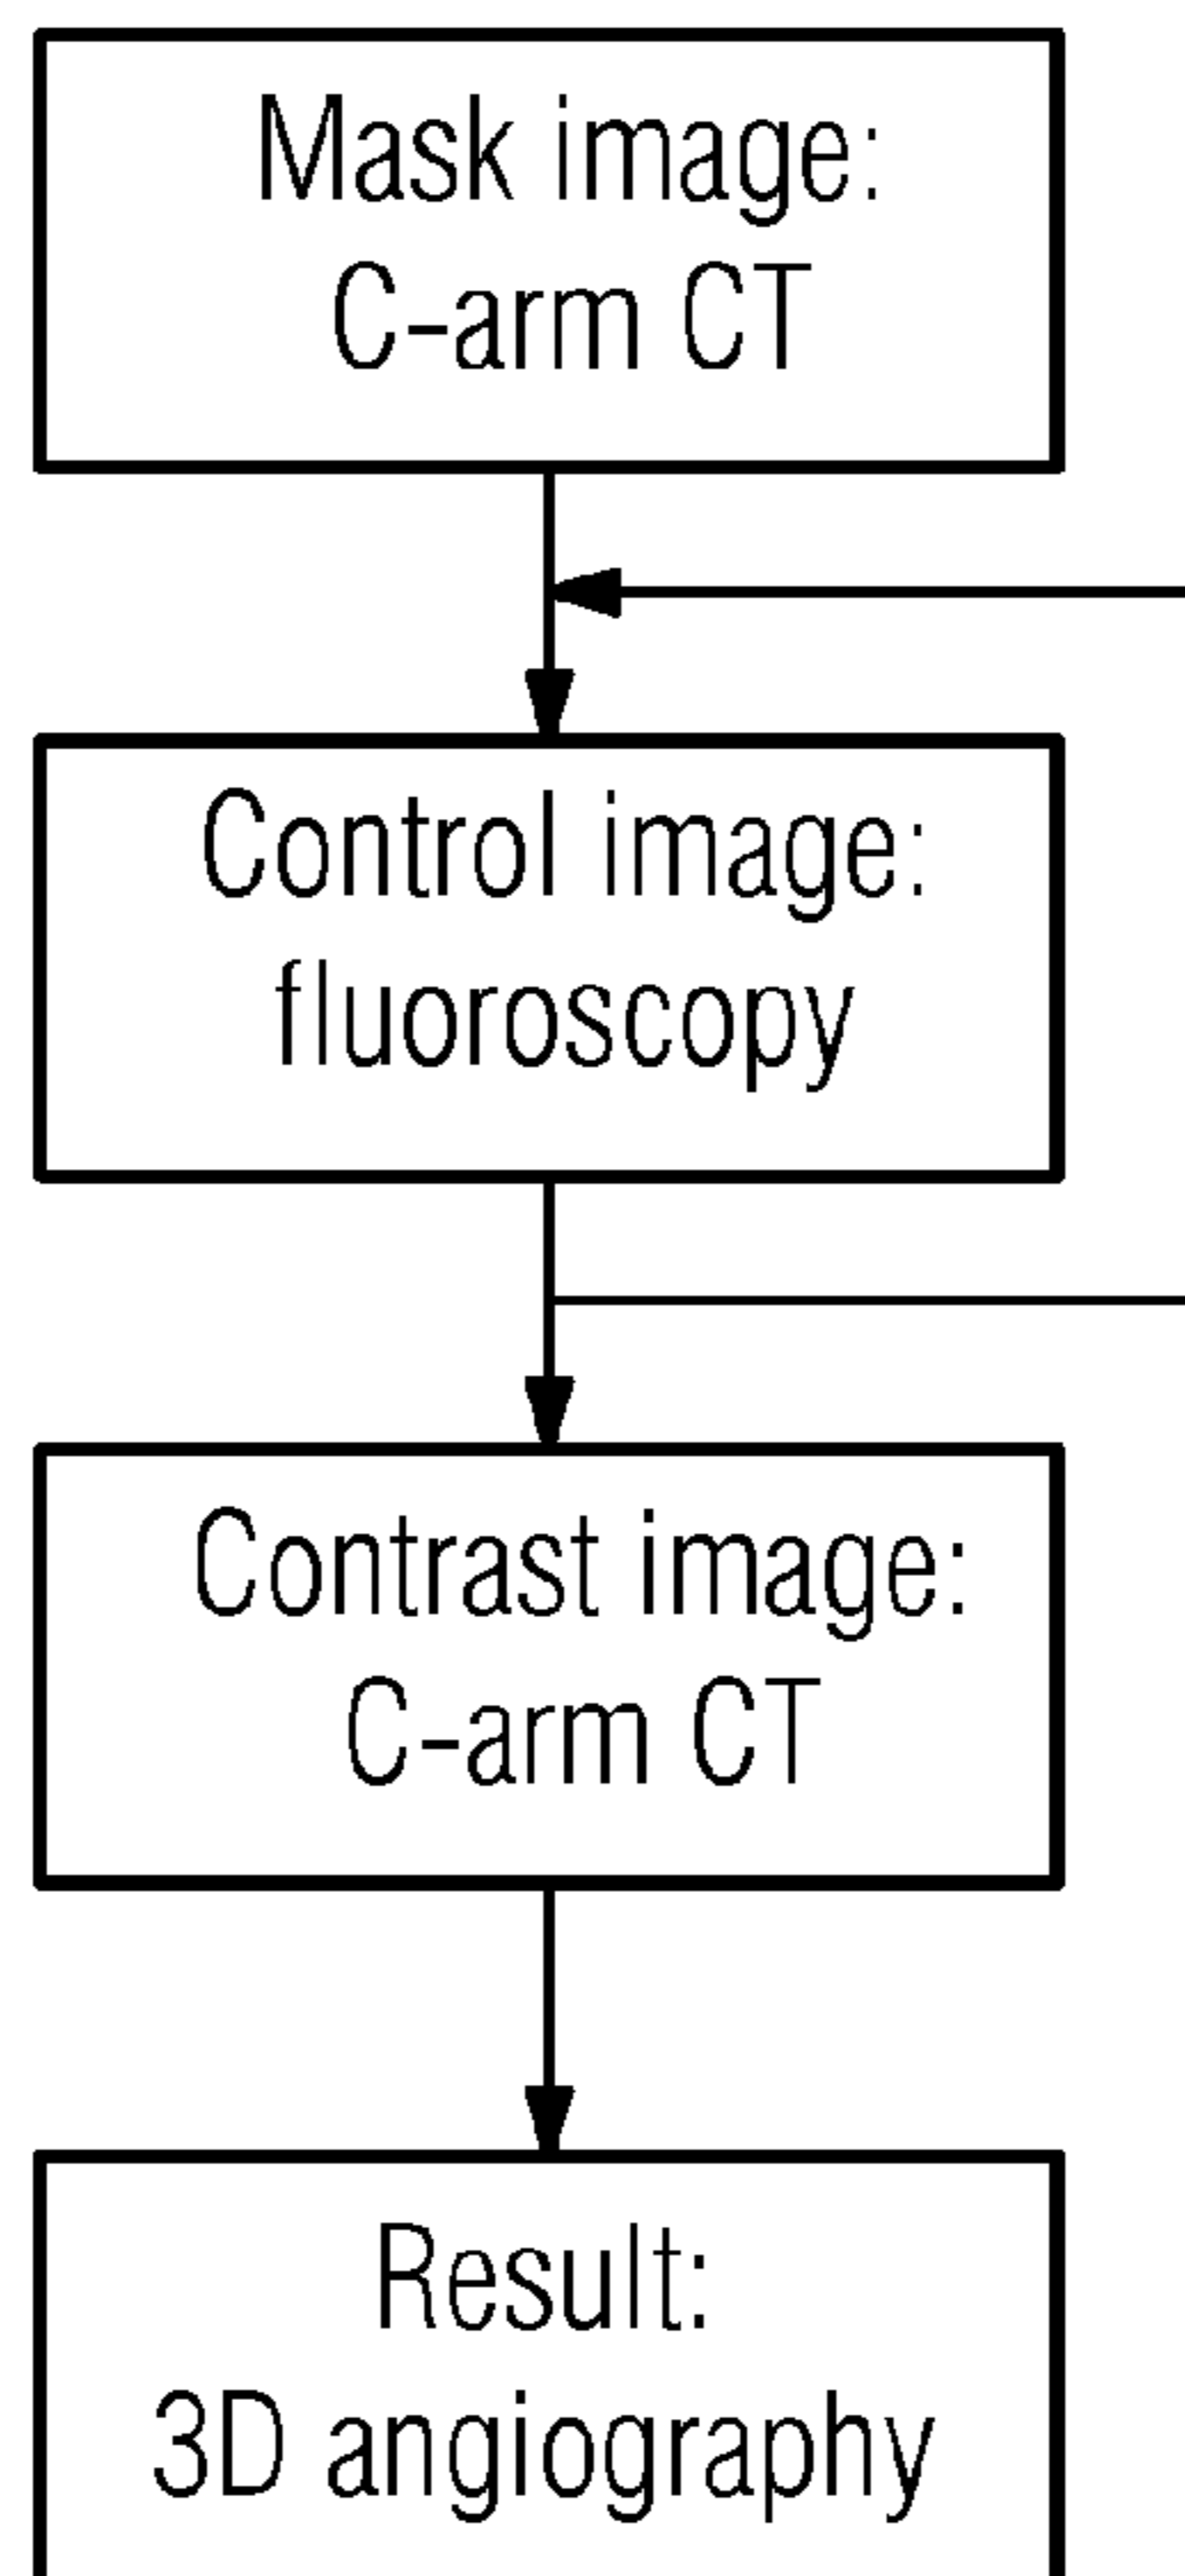 Mask image:
C-arm CT
Control image:
fluoroscopy
Contrast image:
C-arm CT
Result:
3D angiography